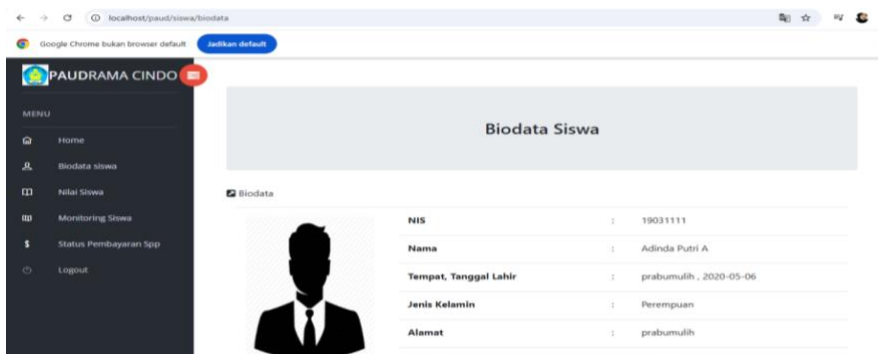 localhost/paud/siswa/biodata
Google Chrome bukan browser default Jadikan default
PAUDRAMA CINDO
MENU
Home
Biodata siswa
Nilai Siswa
Monitoring Siswa
Status Pembayaran Spp
Logout
Biodata Siswa
Biodata
NIS : 19031111
Nama : Adinda Putri A
Tempat, Tanggal Lahir : prabumulih , 2020-05-06
Jenis Kelamin : Perempuan
Alamat : prabumulih